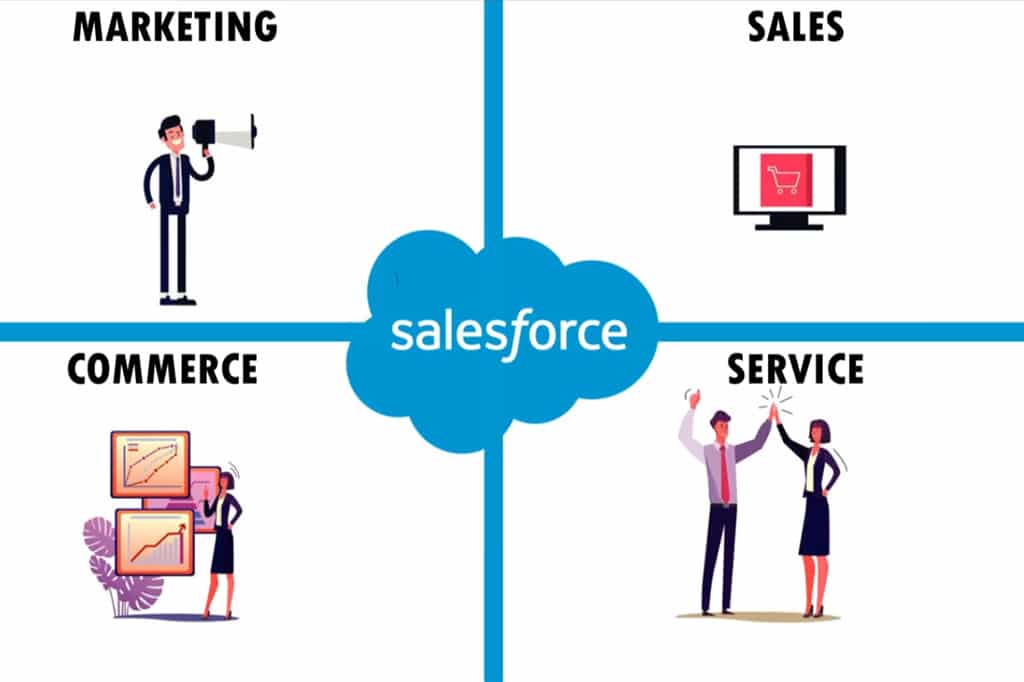 MARKETING
SALES
salesforce
COMMERCE
SERVICE